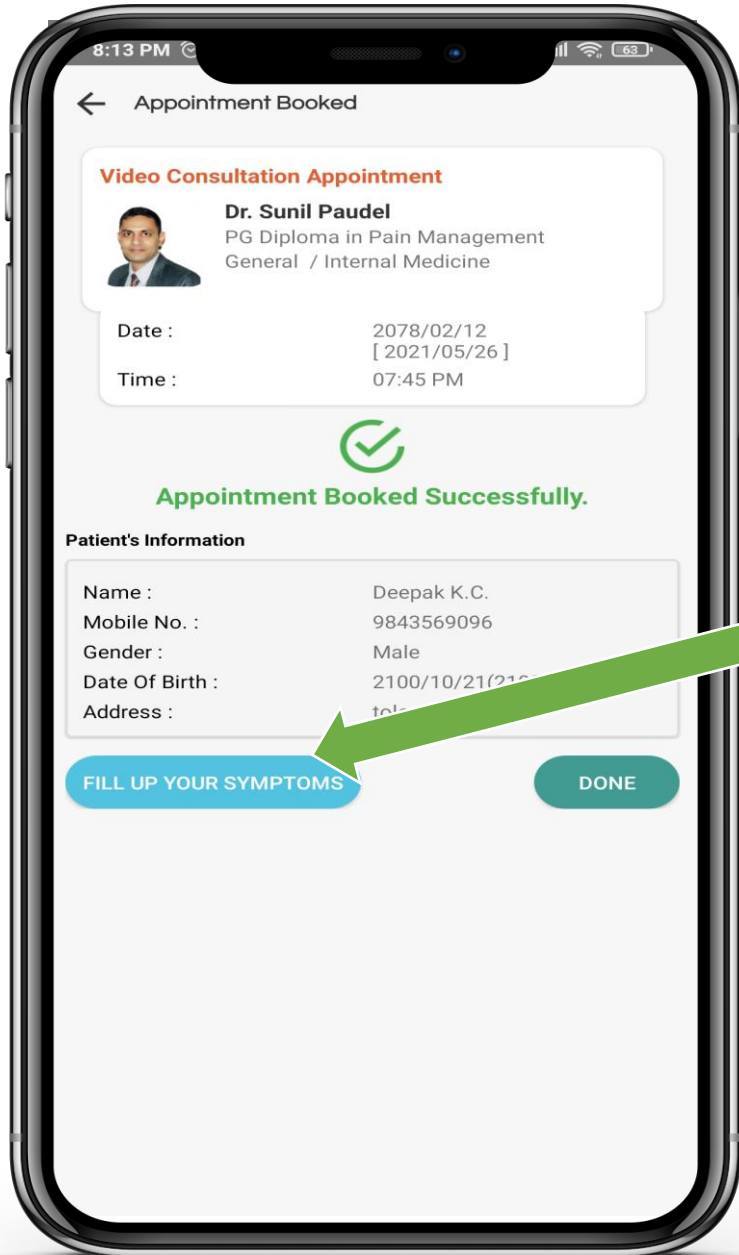 8:13 PM
63
Appointment Booked
Video Consultation Appointment
Dr. Sunil Paudel
PG Diploma in Pain Management
General / Internal Medicine
Date : 2078/02/12
[ 2021/05/26 ]
Time : 07:45 PM
Appointment Booked Successfully.
Patient's Information
Name : Deepak K.C.
Mobile No. : 9843569096
Gender : Male
Date Of Birth : 2100/10/21
Address :
FILL UP YOUR SYMPTOMS
DONE